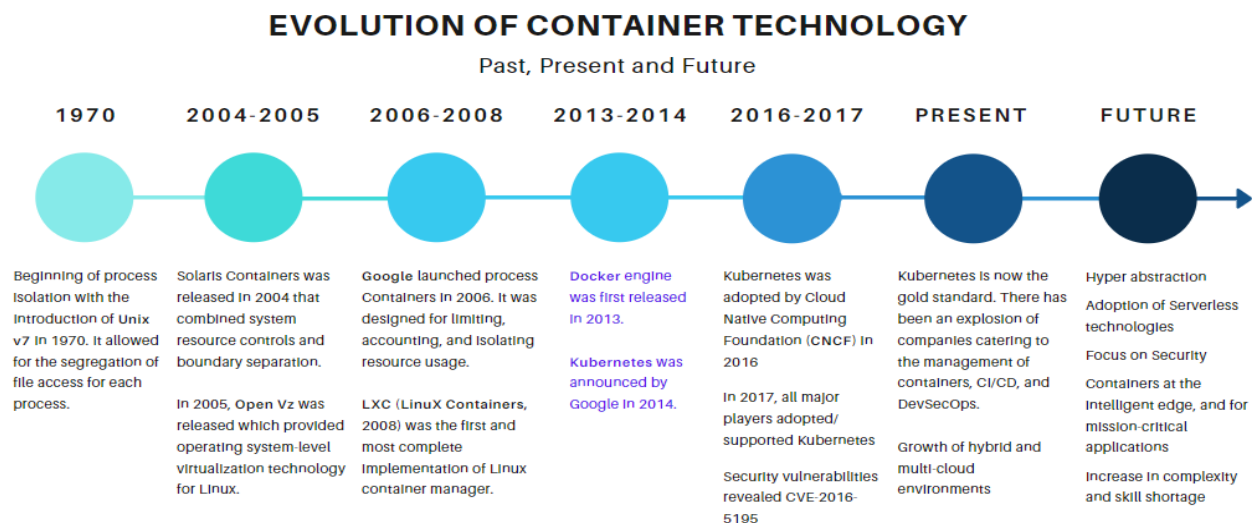 EVOLUTION OF CONTAINER TECHNOLOGY
Past, Present and Future
1970
2004-2005
2006-2008
2013-2014
2016-2017
PRESENT
FUTURE
Beginning of process
isolation with the
introduction of Unix
v7 in 1970. It allowed
for the segregation of
file access for each
process.
Solaris Containers was
released in 2004 that
combined system
resource controls and
boundary separation.
In 2005, Open Vz was
released which provided
operating system-level
virtualization technology
for Linux.
Google launched process
Containers in 2006. It was
designed for limiting,
accounting, and isolating
resource usage.
LXC (LinuX Containers,
2008) was the first and
most complete
implementation of Linux
container manager.
Docker engine
was first released
in 2013.
Kubernetes was
announced by
Google in 2014.
Kubernetes was
adopted by Cloud
Native Computing
Foundation (CNCF) in
2016
In 2017, all major
players adopted/
supported Kubernetes
Security vulnerabilities
revealed CVE-2016-
5195
Kubernetes is now the
gold standard. There has
been an explosion of
companies catering to
the management of
containers, CI/CD, and
DevSecOps.
Growth of hybrid and
multi-cloud
environments
Hyper abstraction
Adoption of Serverless
technologies
Focus on Security
Containers at the
Intelligent edge, and for
mission-critical
applications
Increase in complexity
and skill shortage